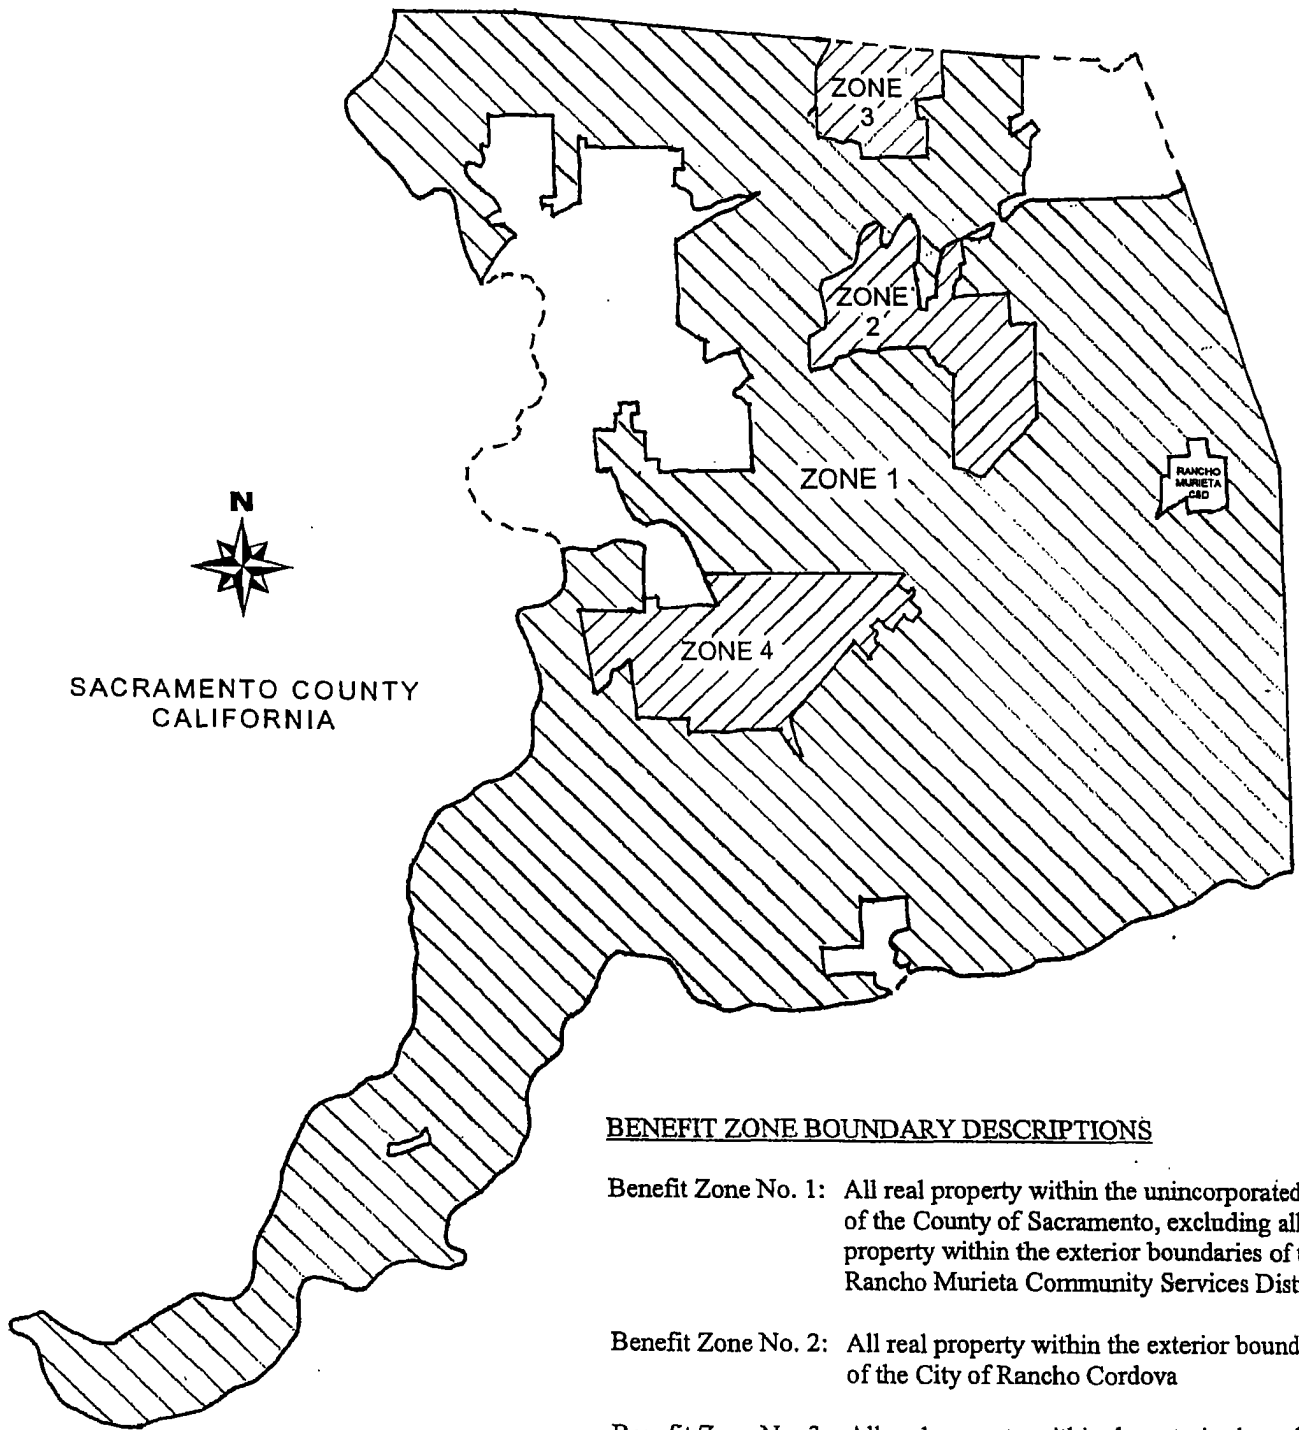 ZONE
3
ZONE
2
ZONE 1
RANCHO
MURIETA
CSD
N
ZONE 4
SACRAMENTO COUNTY
CALIFORNIA
BENEFIT ZONE BOUNDARY DESCRIPTIONS
Benefit Zone No. 1: All real property within the unincorporated
of the County of Sacramento, excluding all
property within the exterior boundaries of
Rancho Murieta Community Services
Benefit Zone No. 2: All real property within the exterior
of the City of Rancho Cordova